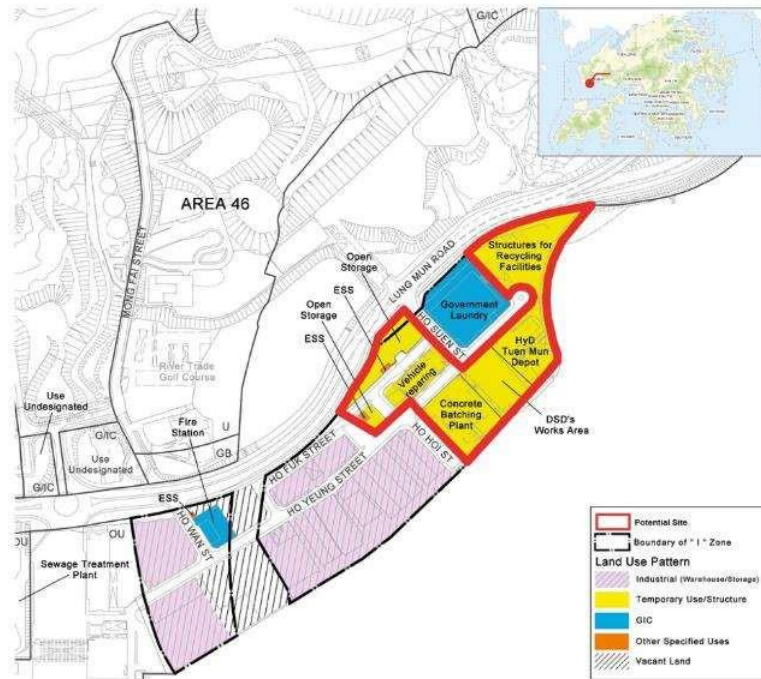 G/IC
AREA 46
MONG FAI STREET
LUNG MUN ROAD
Structures for
Recycling
Facilities
Open
Storage
ESS
Open
Storage
ESS
Government
Laundry
HO SUEN ST
HyD
Tuen Mun
Depot
Vehicle
Repairing
Concrete
Batching
Plant
DSD's
Works Area
River Trade
Golf Course
Use
Undesignated
G/IC
Use
Undesignated
G/IC
Fire
Station
U
GB
HO FUK STREET
HO YEUNG STREET
HO HOI ST
ESS
HO WAN ST
OU
OU
Sewage Treatment
Plant
Potential Site
Boundary of " I " Zone
Land Use Pattern
Industrial (Warehouse/Storage)
Temporary Use/Structure
GIC
Other Specified Uses
Vacant Land